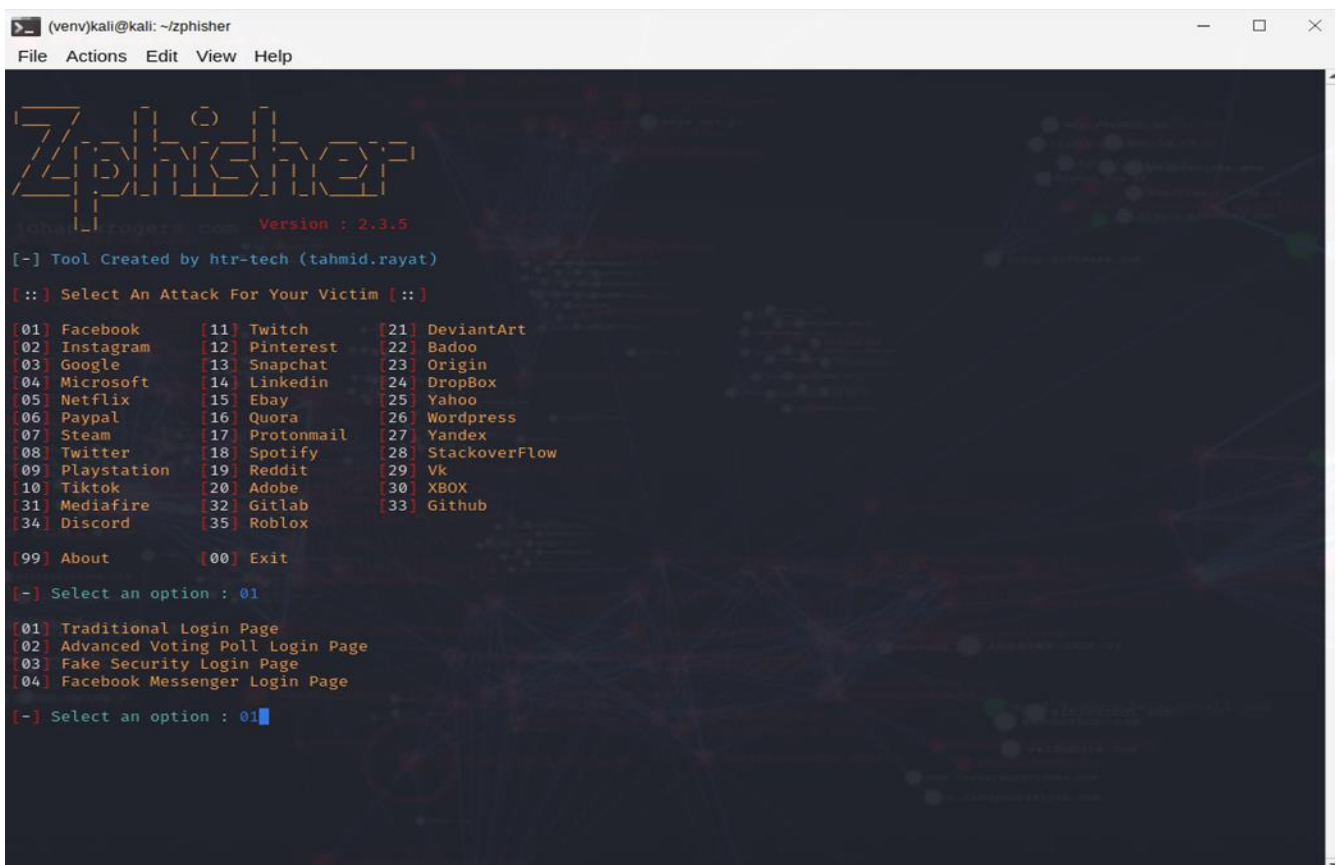 (venv)kali@kali: ~/zphisher
File Actions Edit View Help
Zphisher
Version : 2.3.5
[-] Tool Created by htr-tech (tahmid.rayat)
[::] Select An Attack For Your Victim [::]
[01] Facebook [11] Twitch [21] DeviantArt
[02] Instagram [12] Pinterest [22] Badoo
[03] Google [13] Snapchat [23] Origin
[04] Microsoft [14] Linkedin [24] DropBox
[05] Netflix [15] Ebay [25] Yahoo
[06] Paypal [16] Quora [26] Wordpress
[07] Steam [17] Protonmail [27] Yandex
[08] Twitter [18] Spotify [28] StackoverFlow
[09] Playstation [19] Reddit [29] Vk
[10] Tiktok [20] Adobe [30] XBOX
[31] Mediafire [32] Gitlab [33] Github
[34] Discord [35] Roblox
[99] About [00] Exit
[-] Select an option : 01
[01] Traditional Login Page
[02] Advanced Voting Poll Login Page
[03] Fake Security Login Page
[04] Facebook Messenger Login Page
[-] Select an option : 01